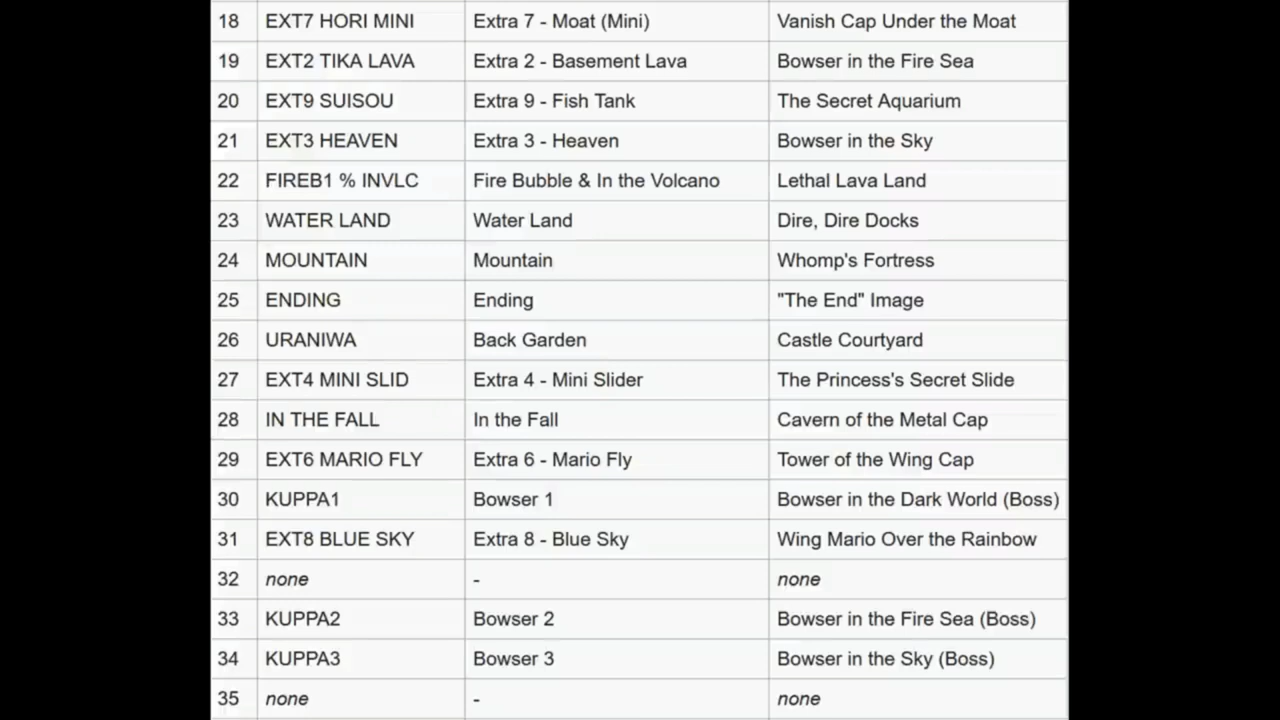 18 EXT7 HORI MINI Extra 7 - Moat (Mini) Vanish Cap Under the Moat
19 EXT2 TIKA LAVA Extra 2 - Basement Lava Bowser in the Fire Sea
20 EXT9 SUISOU Extra 9 - Fish Tank The Secret Aquarium
21 EXT3 HEAVEN Extra 3 - Heaven Bowser in the Sky
22 FIREB1 % INVLC Fire Bubble & In the Volcano Lethal Lava Land
23 WATER LAND Water Land Dire, Dire Docks
24 MOUNTAIN Mountain Whomp's Fortress
25 ENDING Ending "The End" Image
26 URANIWA Back Garden Castle Courtyard
27 EXT4 MINI SLID Extra 4 - Mini Slider The Princess's Secret Slide
28 IN THE FALL In the Fall Cavern of the Metal Cap
29 EXT6 MARIO FLY Extra 6 - Mario Fly Tower of the Wing Cap
30 KUPPA1 Bowser 1 Bowser in the Dark World (Boss)
31 EXT8 BLUE SKY Extra 8 - Blue Sky Wing Mario Over the Rainbow
32 none - none
33 KUPPA2 Bowser 2 Bowser in the Fire Sea (Boss)
34 KUPPA3 Bowser 3 Bowser in the Sky (Boss)
35 none - none